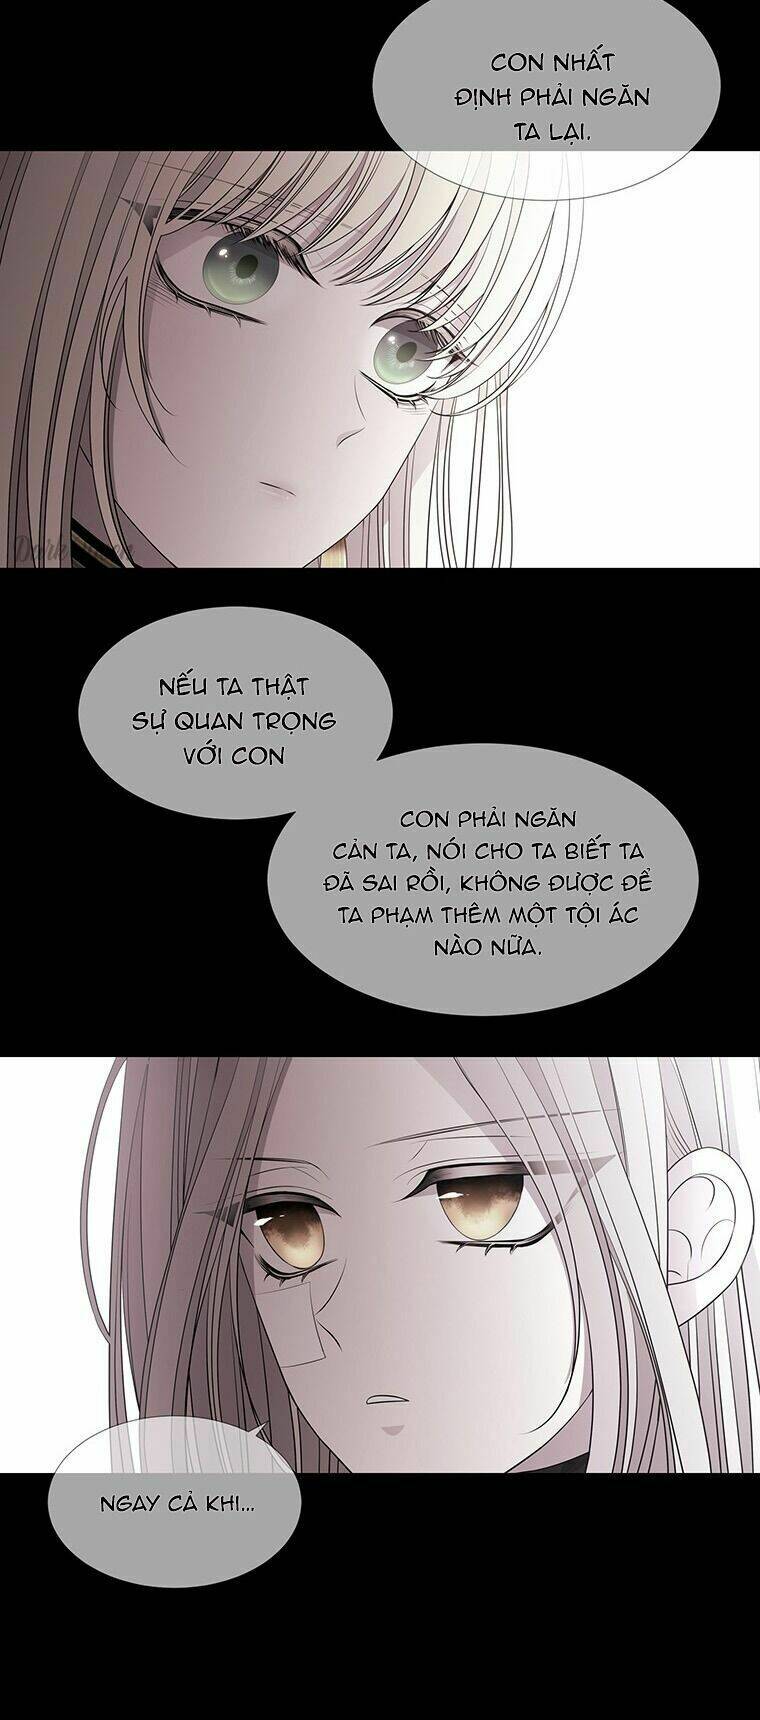 CON NHẤT
ĐỊNH PHẢI NGĂN
TA LẠI.
NẾU TA THẬT
SỰ QUAN TRỌNG
VỚI CON
CON PHẢI NGĂN
CẢN TA, NÓI CHO TA BIẾT TA
ĐÃ SAI RỒI, KHÔNG ĐƯỢC ĐỂ
TA PHẠM THÊM MỘT TỘI ÁC
NÀO NỮA.
NGAY CẢ KHI...